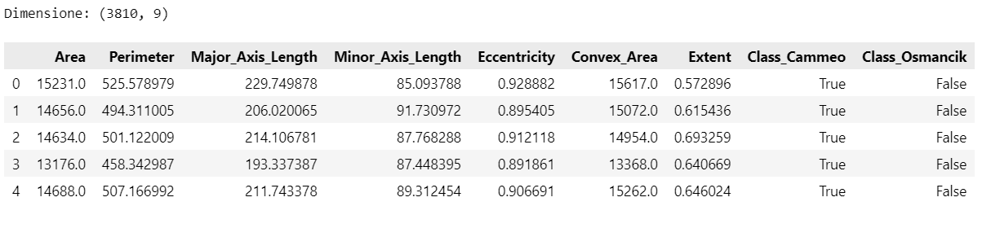 Dimensione: (3810, 9)
Area Perimeter Major_Axis_Length Minor_Axis_Length Eccentricity Convex_Area Extent Class_Cammeo Class_Osmancik
0 15231.0 525.578979 229.749878 85.093788 0.928882 15617.0 0.572896 True False
1 14656.0 494.311005 206.020065 91.730972 0.895405 15072.0 0.615436 True False
2 14634.0 501.122009 214.106781 87.768288 0.912118 14954.0 0.693259 True False
3 13176.0 458.342987 193.337387 87.448395 0.891861 13368.0 0.640669 True False
4 14688.0 507.166992 211.743378 89.312454 0.906691 15262.0 0.646024 True False